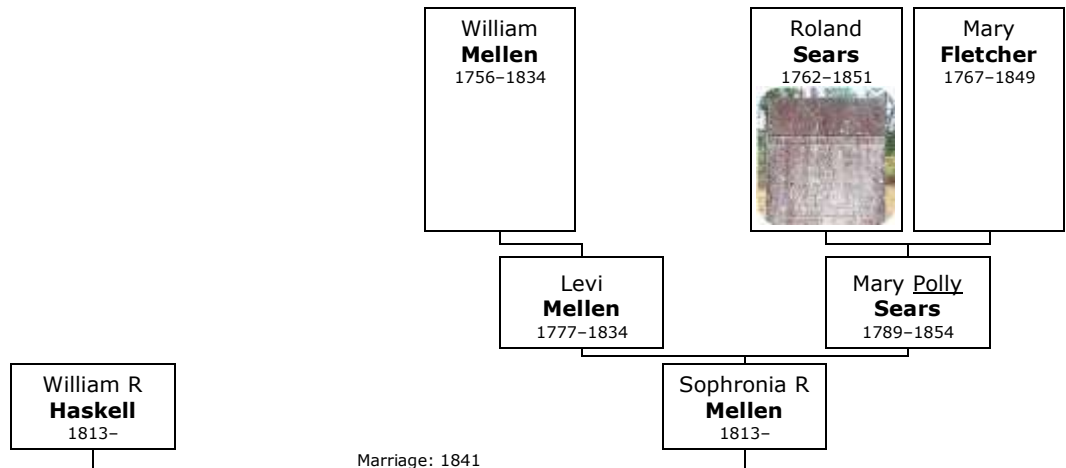 William
Mellen
1756–1834
Roland
Sears
1762–1851
Mary
Fletcher
1767–1849
Levi
Mellen
1777–1834
Mary Polly
Sears
1789–1854
William R
Haskell
1813–
Sophronia R
Mellen
1813–
Marriage: 1841